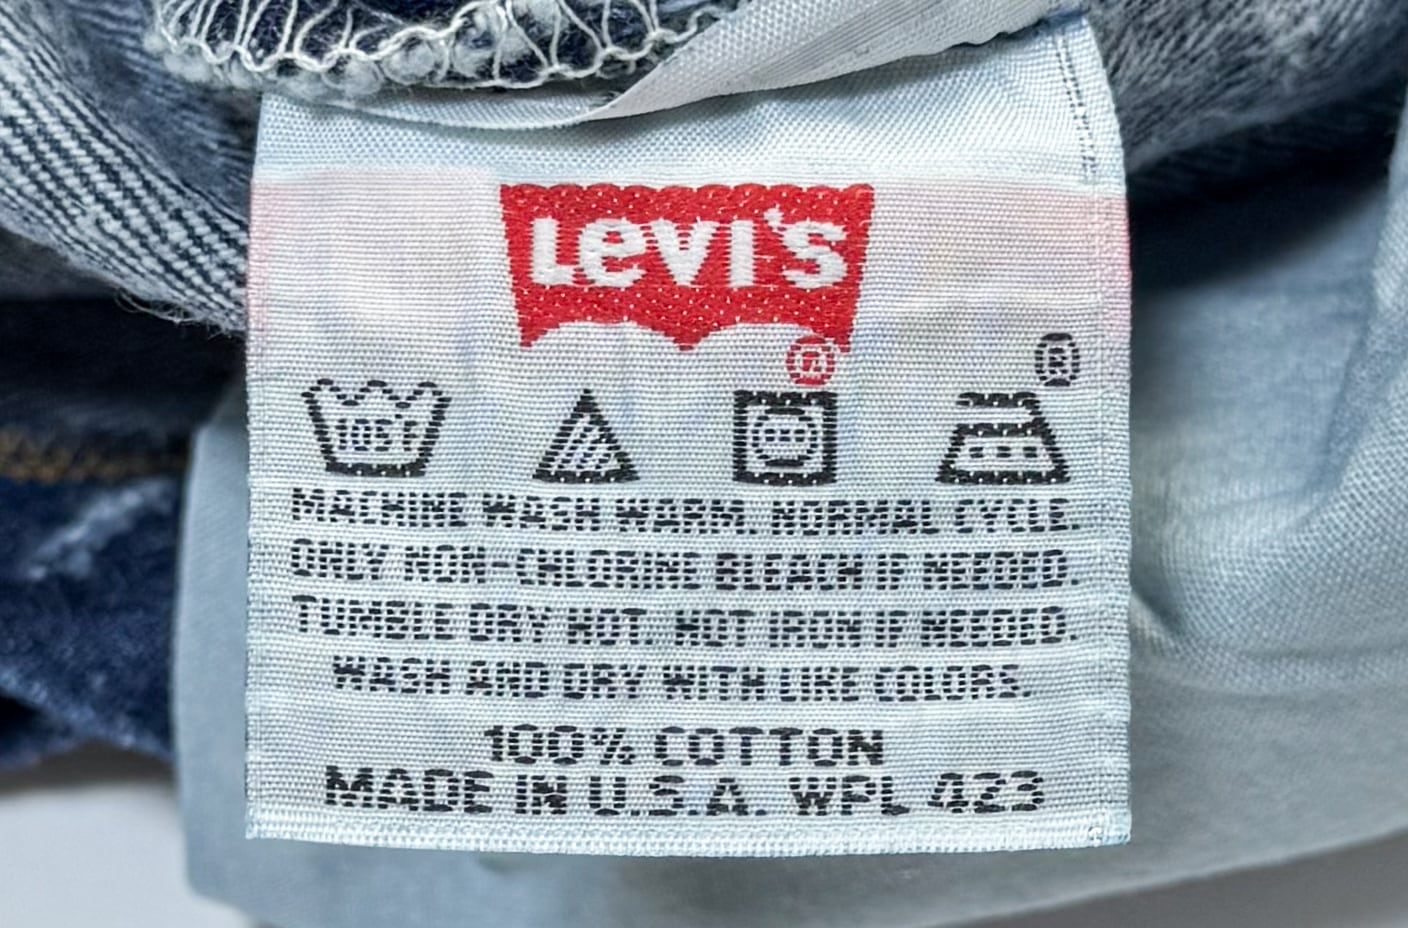 Levi's
®
®
105F
MACHINE WASH WARM. NORMAL CYCLE.
ONLY NON-CHLORINE BLEACH IF NEEDED.
TUMBLE DRY HOT. HOT IRON IF NEEDED.
WASH AND DRY WITH LIKE COLORS.
100% COTTON
MADE IN U.S.A. WPL 423